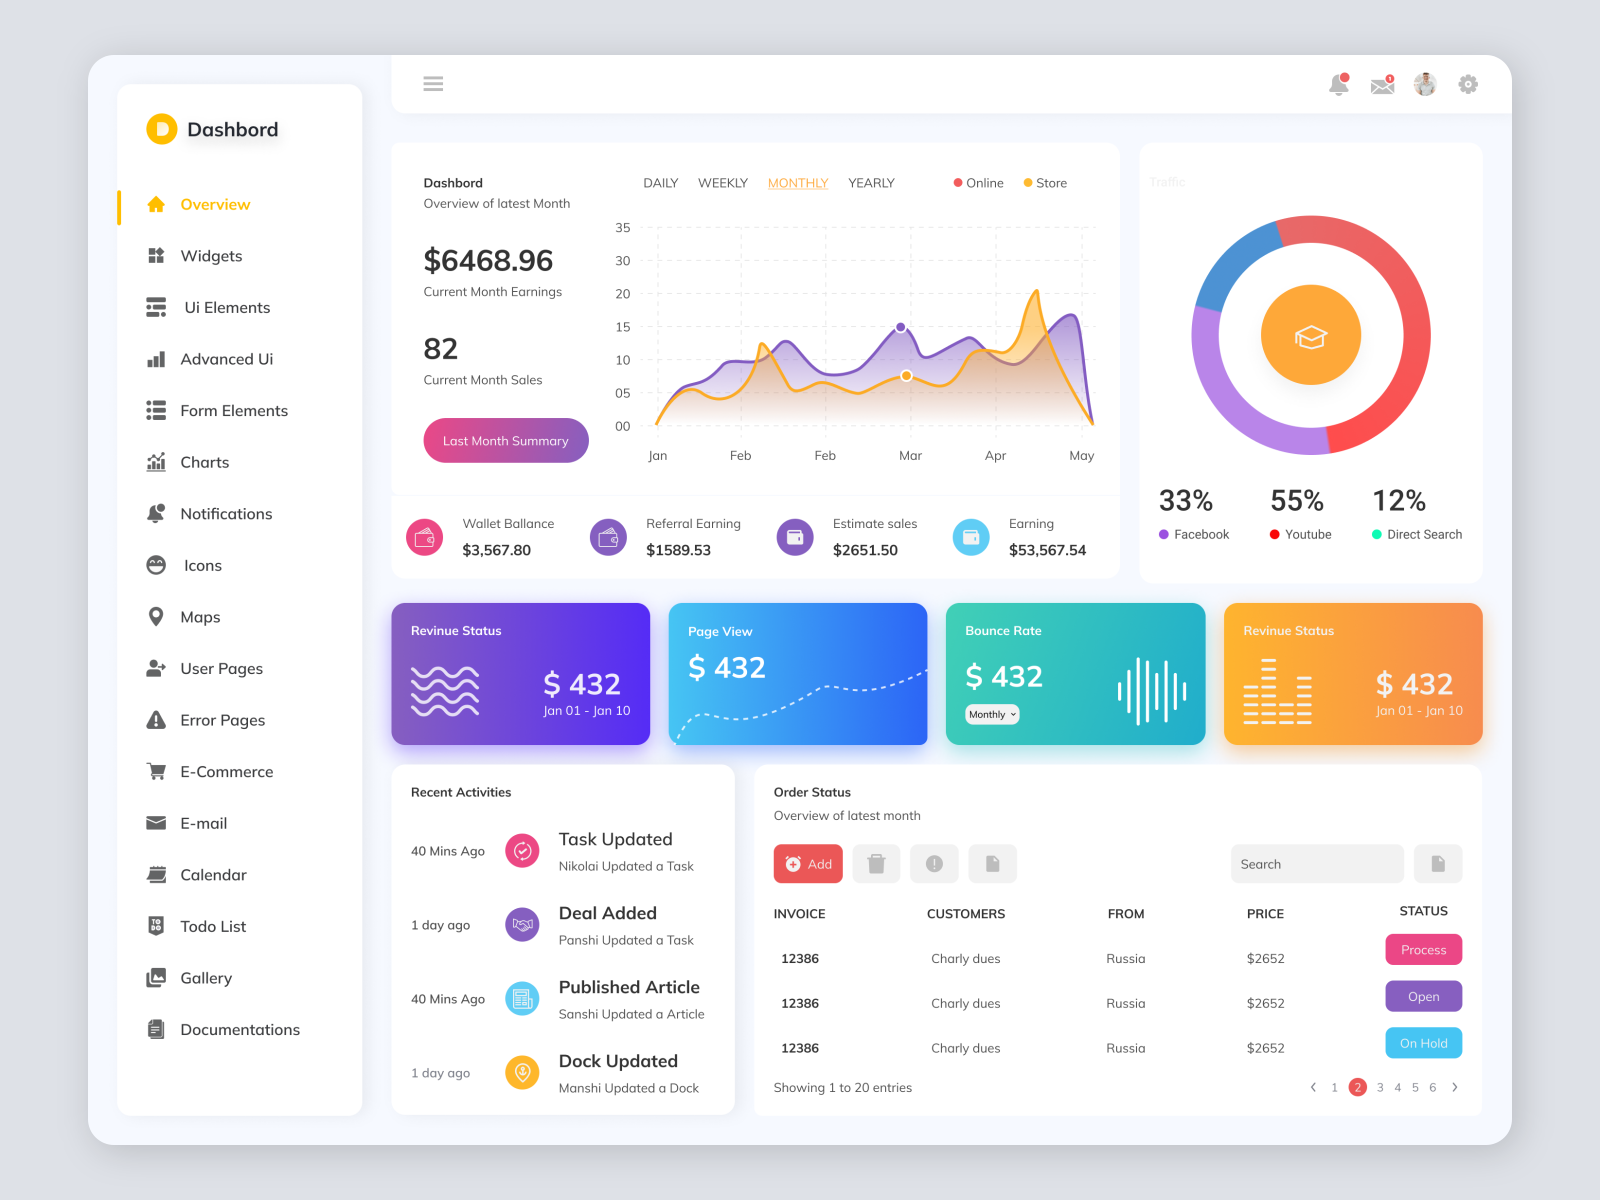 Dashbord
Overview
Widgets
Ui Elements
Advanced Ui
Form Elements
Charts
Notifications
Icons
Maps
User Pages
Error Pages
E-Commerce
E-mail
TO
DO
Calendar
Todo List
Gallery
Documentations
1
Dashbord
Overview of latest Month
$6468.96
Current Month Earnings
82
Current Month Sales
Last Month Summary
DAILY WEEKLY MONTHLY YEARLY
Online Store
35
30
20
15
10
05
00
Jan Feb Feb Mar Apr May
Wallet Ballance
$3,567.80
Referral Earning
$1589.53
Estimate sales
$2651.50
Earning
$53,567.54
Traffic
33% 55% 12%
Facebook Youtube Direct Search
Revinue Status
$ 432
Jan 01 - Jan 10
Page View
$ 432
Bounce Rate
$ 432
Monthly
Revinue Status
$ 432
Jan 01 - Jan 10
Recent Activities
40 Mins Ago
Task Updated
Nikolai Updated a Task
1 day ago
Deal Added
Panshi Updated a Task
40 Mins Ago
Published Article
Sanshi Updated a Article
1 day ago
Dock Updated
Manshi Updated a Dock
Order Status
Overview of latest month
Add
Search
INVOICE CUSTOMERS FROM PRICE STATUS
12386 Charly dues Russia $2652 Process
12386 Charly dues Russia $2652 Open
12386 Charly dues Russia $2652 On Hold
Showing 1 to 20 entries
< 1 2 3 4 5 6 >